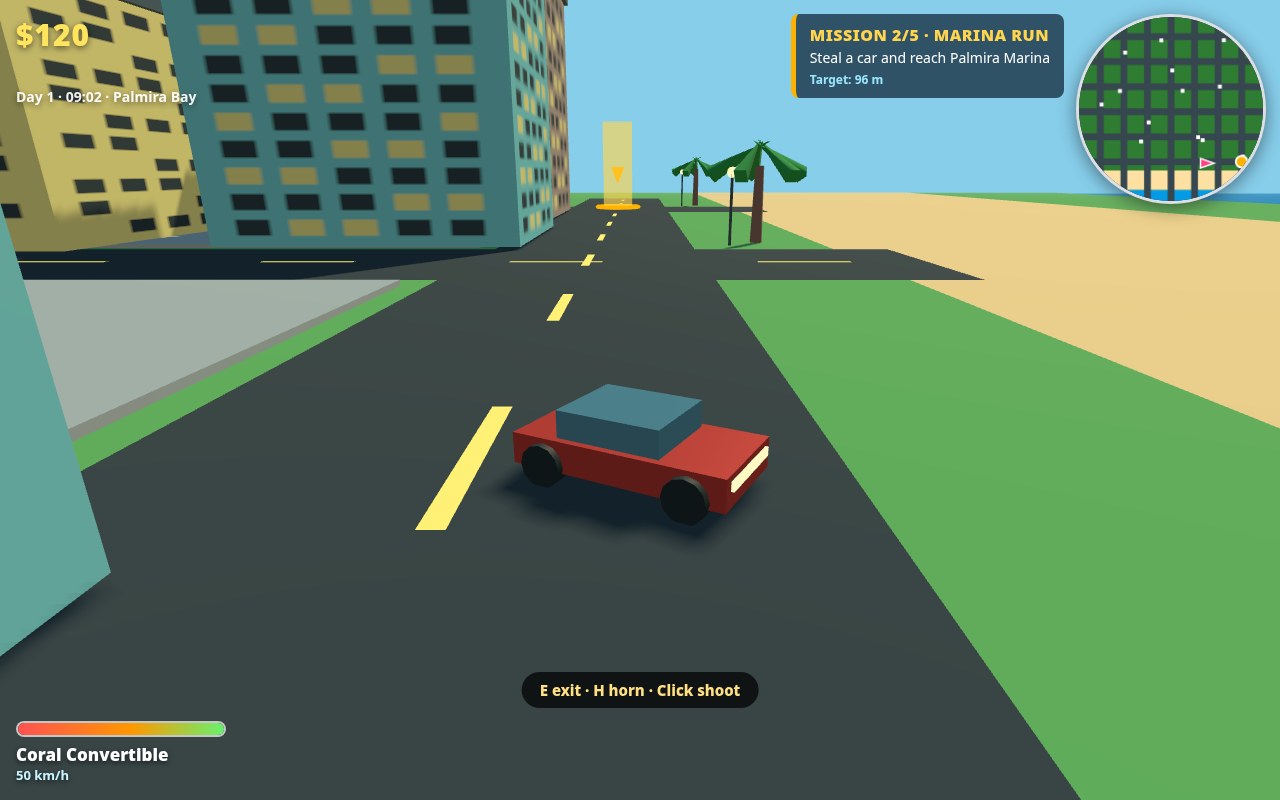 $120
Day 1 · 09:02 · Palmira Bay
MISSION 2/5 · MARINA RUN
Steal a car and reach Palmira Marina
Target: 96 m
E exit · H horn · Click shoot
Coral Convertible
50 km/h